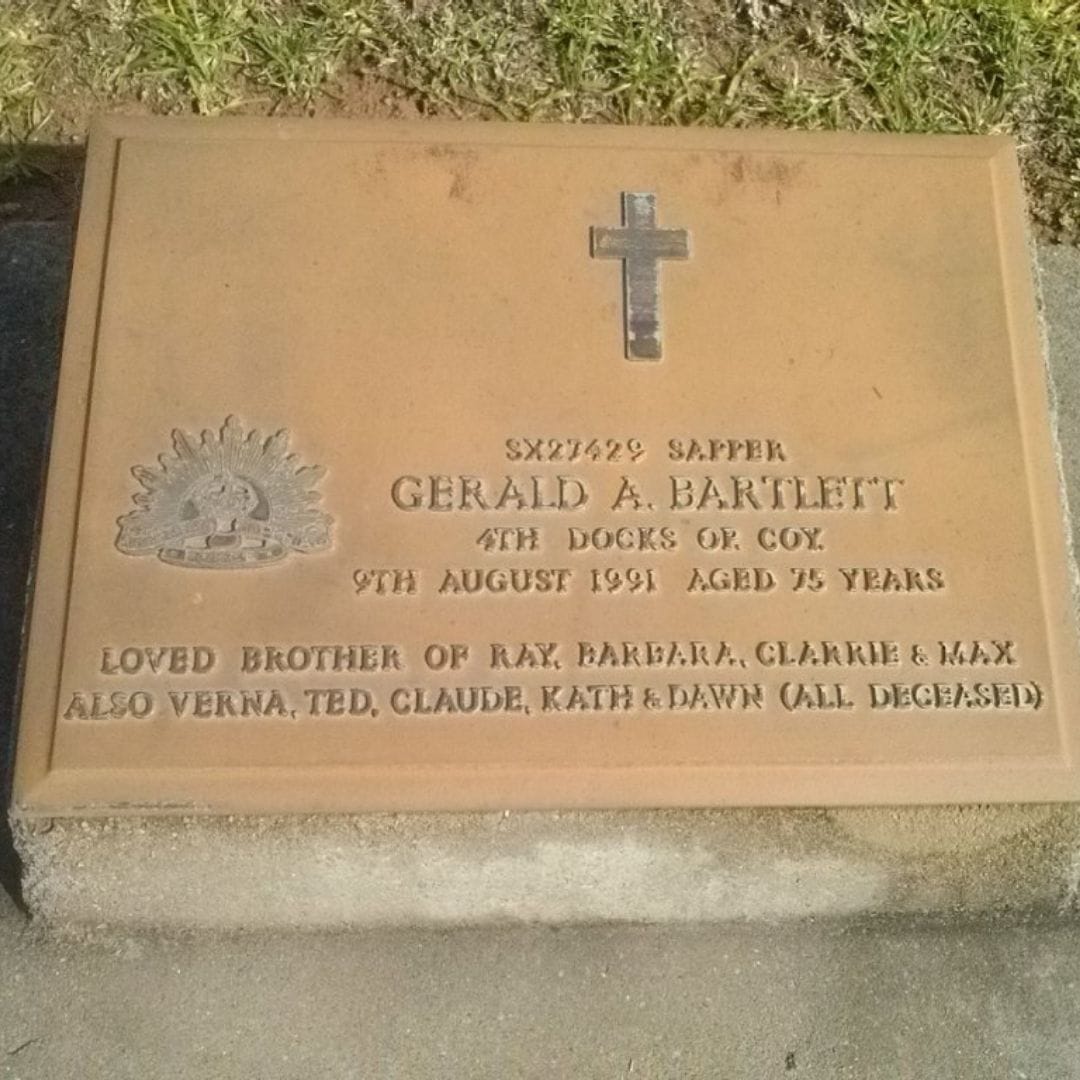 SX27429 SAPPER
GERALD A. BARTLETT
4TH DOCKS OP. COY.
9TH AUGUST 1991 AGED 75 YEARS
LOVED BROTHER OF RAY, BARBARA, CLARRIE & MAX
ALSO VERNA, TED, CLAUDE, KATH & DAWN (ALL DECEASED)